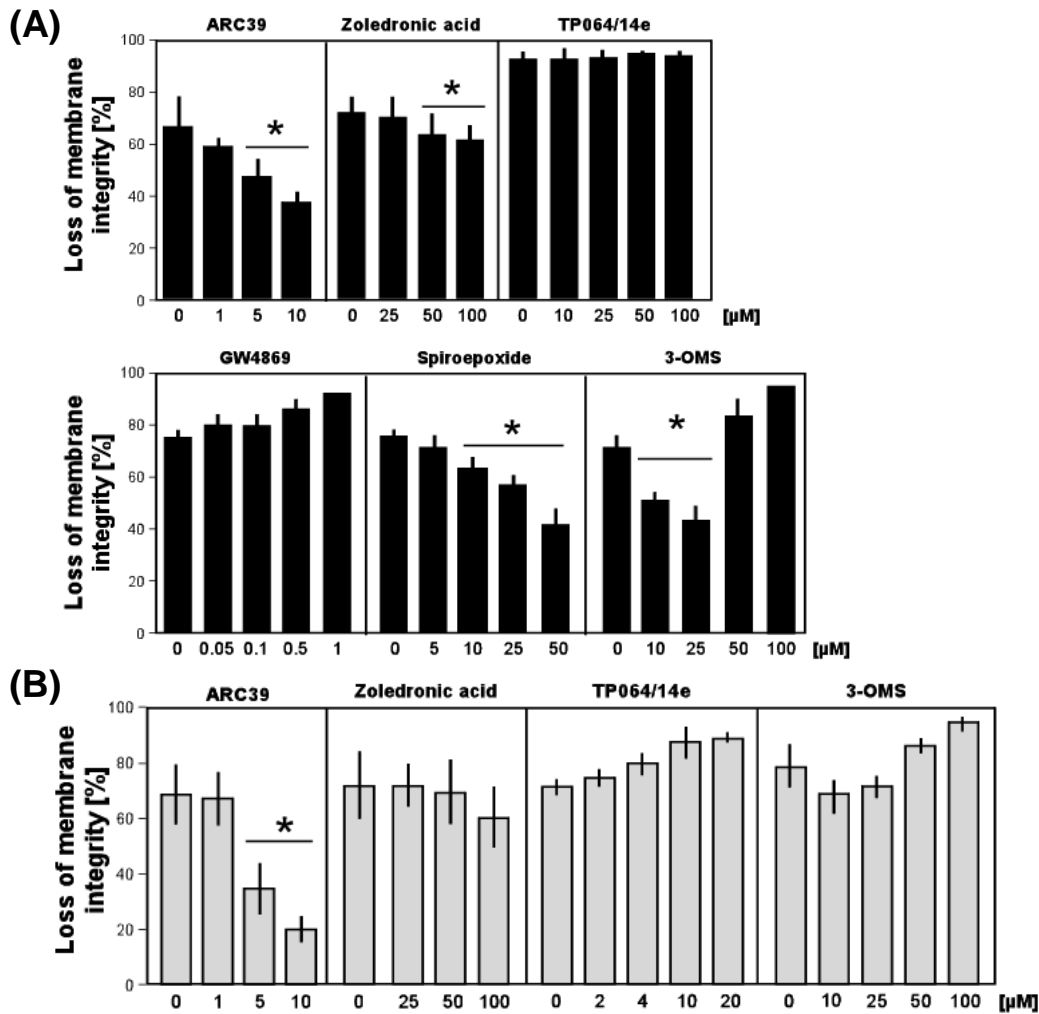 (A)
ARC39 Zoledronic acid TP064/14e
Loss of membrane
integrity [%]
100
80
60
40
20
0
* *
0 1 5 10 0 25 50 100 0 10 25 50 100 [µM]
GW4869 Spiroepoxide 3-OMS
Loss of membrane
integrity [%]
100
80
60
40
20
0
* *
0 0.05 0.1 0.5 1 0 5 10 25 50 0 10 25 50 100 [µM]
(B)
ARC39 Zoledronic acid TP064/14e 3-OMS
Loss of membrane
integrity [%]
100
80
60
40
20
0
*
0 1 5 10 0 25 50 100 0 2 4 10 20 0 10 25 50 100 [µM]